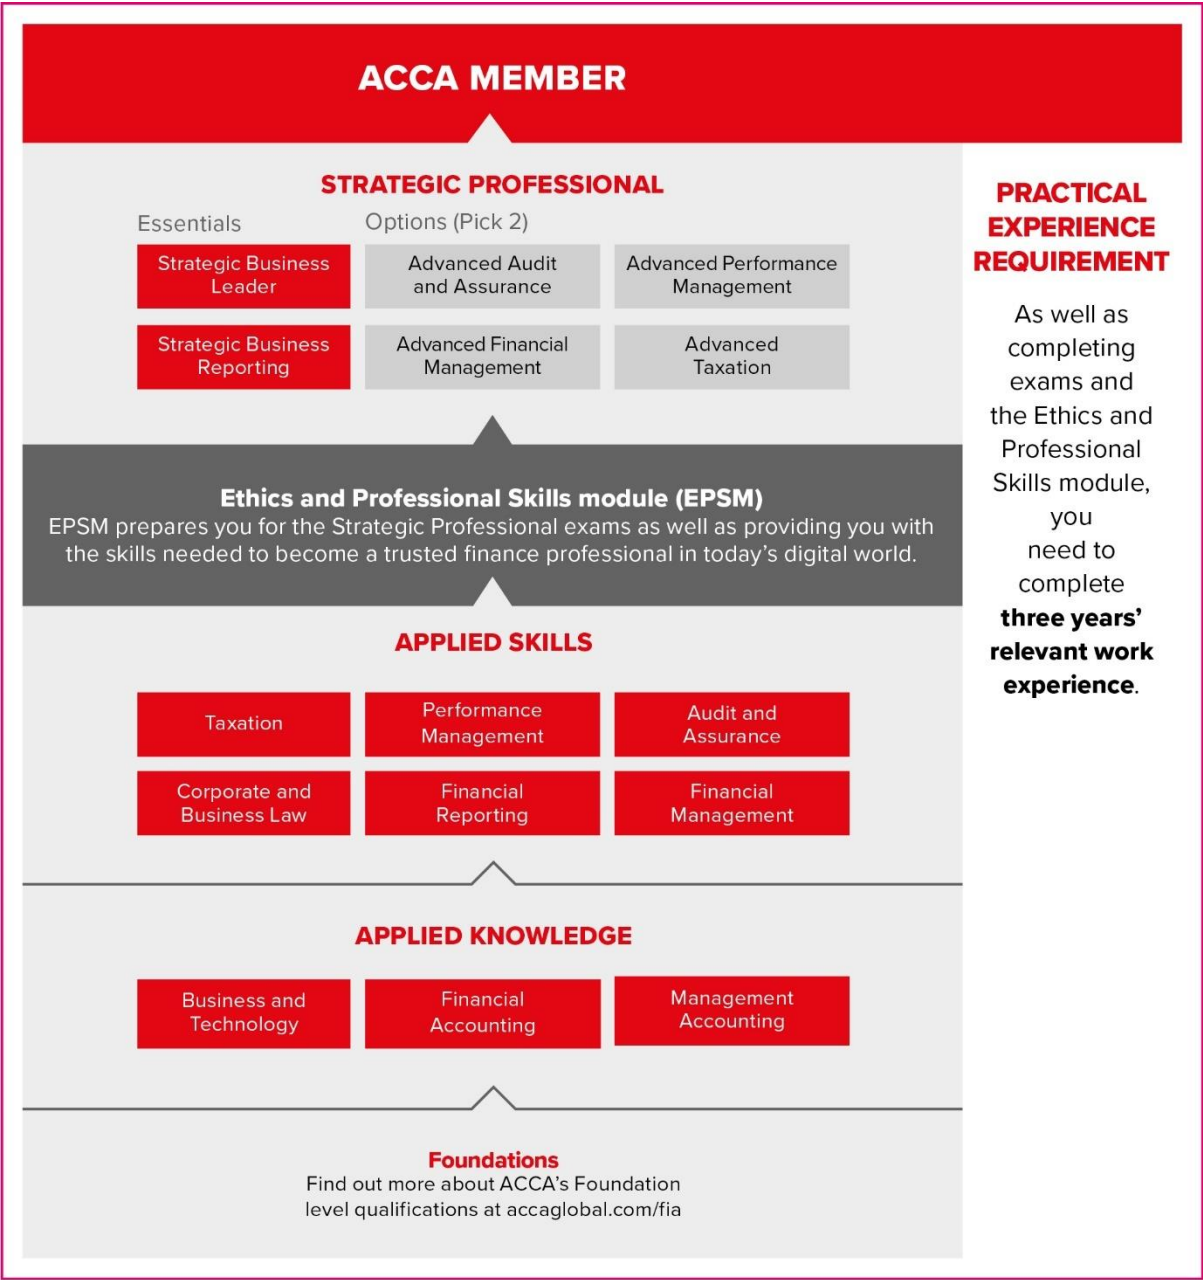 ACCA MEMBER
STRATEGIC PROFESSIONAL
Essentials
Options (Pick 2)
Strategic Business
Leader
Advanced Audit
and Assurance
Advanced Performance
Management
Strategic Business
Reporting
Advanced Financial
Management
Advanced
Taxation
Ethics and Professional Skills module (EPSM)
EPSM prepares you for the Strategic Professional exams as well as providing you with
the skills needed to become a trusted finance professional in today’s digital world.
APPLIED SKILLS
Taxation
Performance
Management
Audit and
Assurance
Corporate and
Business Law
Financial
Reporting
Financial
Management
APPLIED KNOWLEDGE
Business and
Technology
Financial
Accounting
Management
Accounting
Foundations
Find out more about ACCA’s Foundation
level qualifications at accaglobal.com/fia
PRACTICAL
EXPERIENCE
REQUIREMENT
As well as
completing
exams and
the Ethics and
Professional
Skills module,
you
need to
complete
three years’
relevant work
experience.